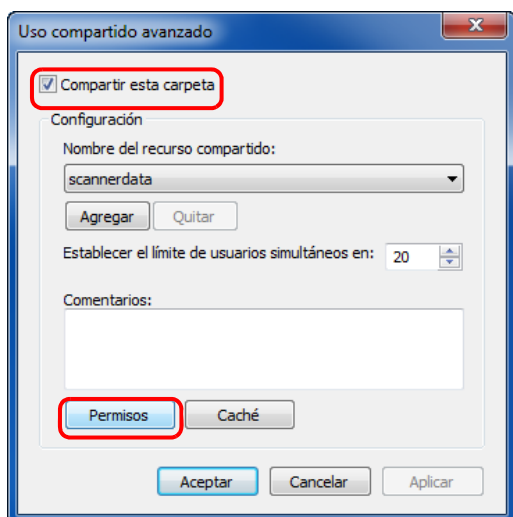 Uso compartido avanzado
Compartir esta carpeta
Configuración
Nombre del recurso compartido:
scannerdata
Agregar Quitar
Establecer el límite de usuarios simultáneos en: 20
Comentarios:
Permisos Caché
Aceptar Cancelar Aplicar